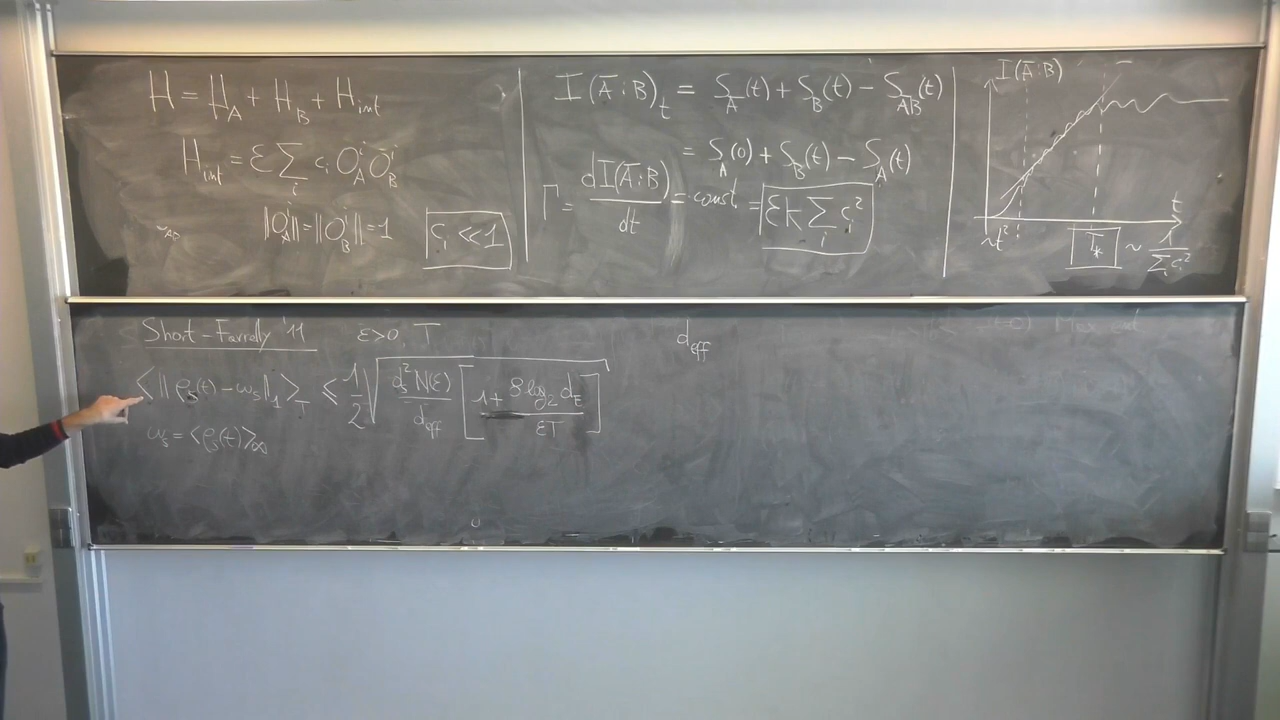 H = H_A + H_B + H_int
H_int = ε Σ_i c_i O_A^i O_B^i
||O_A^i|| = ||O_B^i|| = 1   c_i ≪ 1
I(Ā:B)_t = S_A(t) + S_B(t) − S_AB(t)
= S_A(0) + S_B(t) − S_A(t)
Γ = dI(Ā:B)/dt = const = ε k Σ_i c_i^2
I(Ā:B)
t
~t^2   T_* ~ 1/Σ_i c_i^2
Short-Farrelly '11   ε>0, T   d_eff
⟨||ρ_s(t) − ω_s||_1⟩_T ≤ 1/2 √( d_s^2 N(ε)/d_eff [1 + 8 log_2 d_E/εT] )
ω_s = ⟨ρ_s(t)⟩_∞